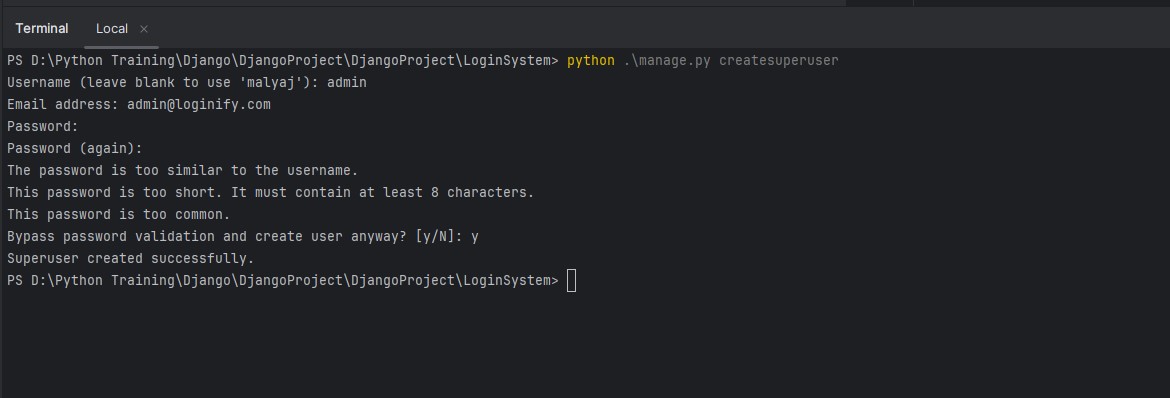 Terminal Local ×
PS D:\Python Training\Django\DjangoProject\DjangoProject\LoginSystem> python .\manage.py createsuperuser
Username (leave blank to use 'malyaj'): admin
Email address: admin@loginify.com
Password:
Password (again):
The password is too similar to the username.
This password is too short. It must contain at least 8 characters.
This password is too common.
Bypass password validation and create user anyway? [y/N]: y
Superuser created successfully.
PS D:\Python Training\Django\DjangoProject\DjangoProject\LoginSystem>